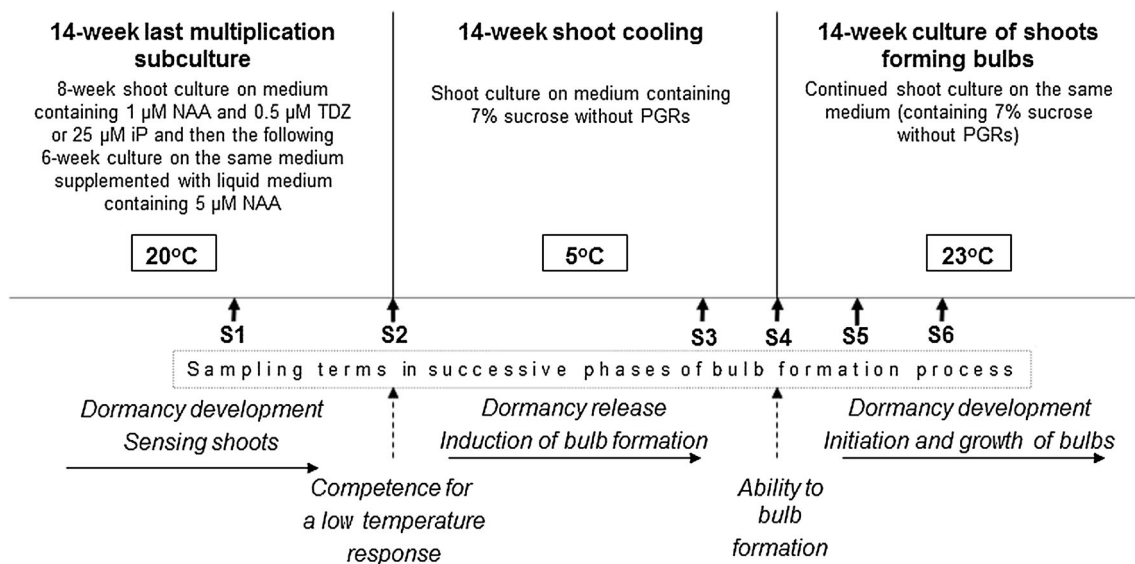 14-week last multiplication
subculture
8-week shoot culture on medium
containing 1 µM NAA and 0.5 µM TDZ
or 25 µM iP and then the following
6-week culture on the same medium
supplemented with liquid medium
containing 5 µM NAA
20°C
14-week shoot cooling
Shoot culture on medium containing
7% sucrose without PGRs
5°C
14-week culture of shoots
forming bulbs
Continued shoot culture on the same
medium (containing 7% sucrose
without PGRs)
23°C
S1 S2 S3 S4 S5 S6
Sampling terms in successive phases of bulb formation process
Dormancy development
Sensing shoots
Dormancy release
Induction of bulb formation
Dormancy development
Initiation and growth of bulbs
Competence for
a low temperature
response
Ability to
bulb
formation